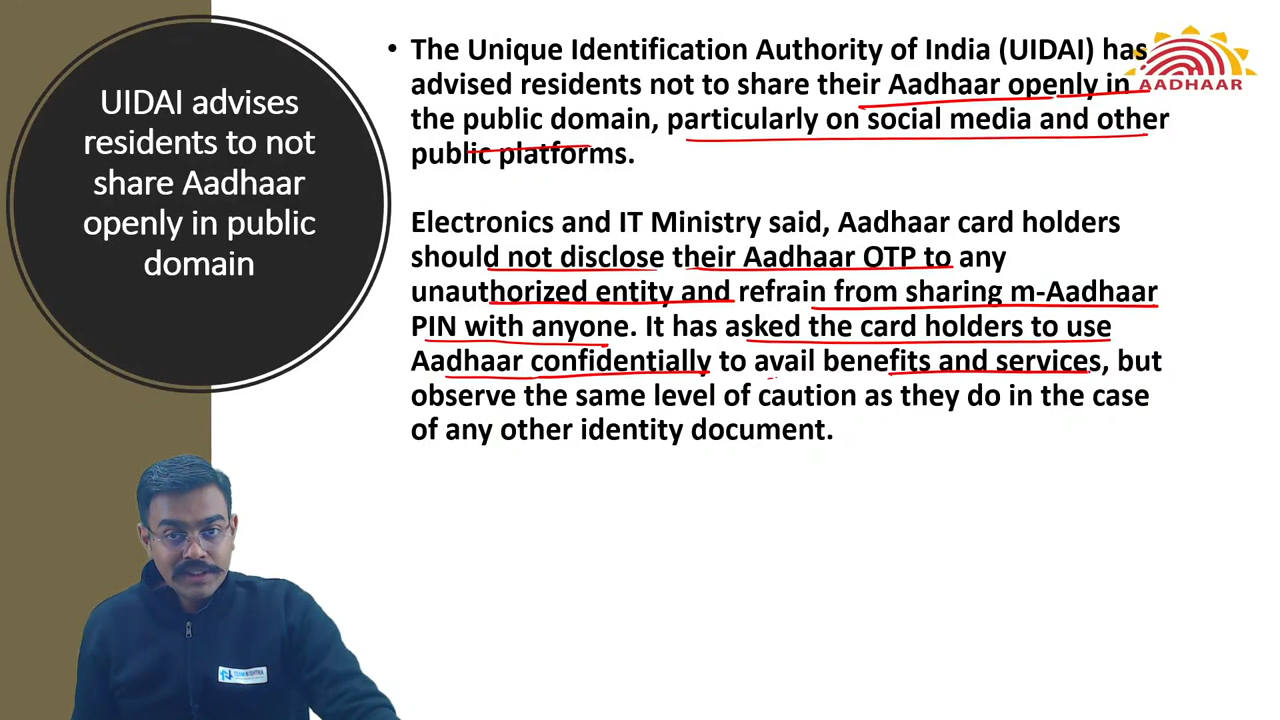 UIDAI advises
residents to not
share Aadhaar
openly in public
domain
• The Unique Identification Authority of India (UIDAI) has
advised residents not to share their Aadhaar openly in
the public domain, particularly on social media and other
public platforms.
Electronics and IT Ministry said, Aadhaar card holders
should not disclose their Aadhaar OTP to any
unauthorized entity and refrain from sharing m-Aadhaar
PIN with anyone. It has asked the card holders to use
Aadhaar confidentially to avail benefits and services, but
observe the same level of caution as they do in the case
of any other identity document.
AADHAAR
TEAM NISHTHA